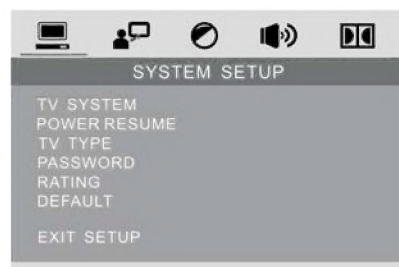 SYSTEM SETUP
TV SYSTEM
POWER RESUME
TV TYPE
PASSWORD
RATING
DEFAULT
EXIT SETUP